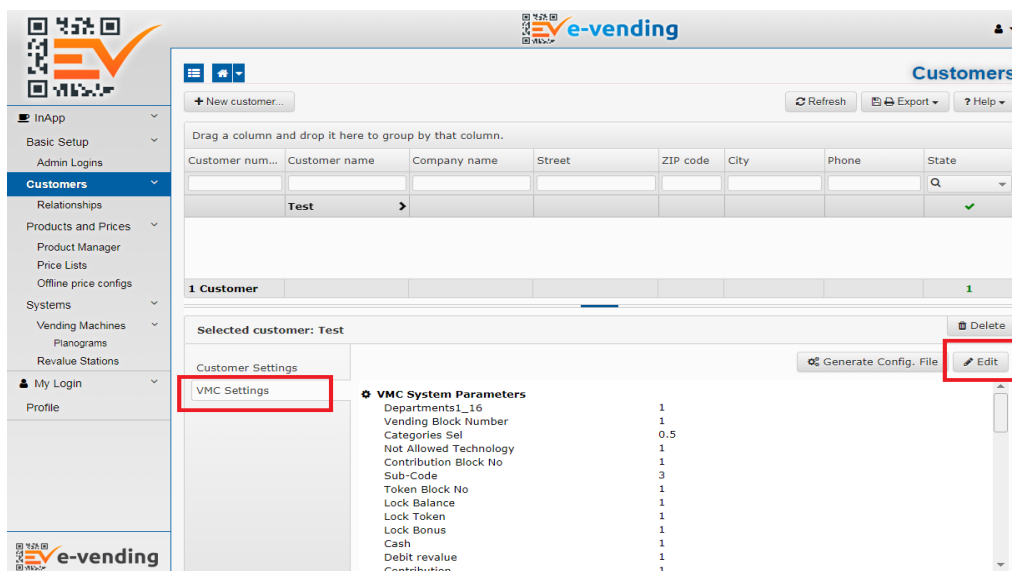 EV
e-vending
InApp
Basic Setup
Admin Logins
Customers
Relationships
Products and Prices
Product Manager
Price Lists
Offline price configs
Systems
Vending Machines
Planograms
Revalue Stations
My Login
Profile
EV e-vending
Customers
+ New customer...
Refresh
Export
? Help
Drag a column and drop it here to group by that column.
Customer num... Customer name Company name Street ZIP code City Phone State
Test
1 Customer 1
Selected customer: Test
Delete
Customer Settings
VMC Settings
Generate Config. File
Edit
VMC System Parameters
Departments1_16 1
Vending Block Number 1
Categories Sel 0.5
Not Allowed Technology 1
Contribution Block No 1
Sub-Code 3
Token Block No 1
Lock Balance 1
Lock Token 1
Lock Bonus 1
Cash 1
Debit revalue 1
Contribution 1